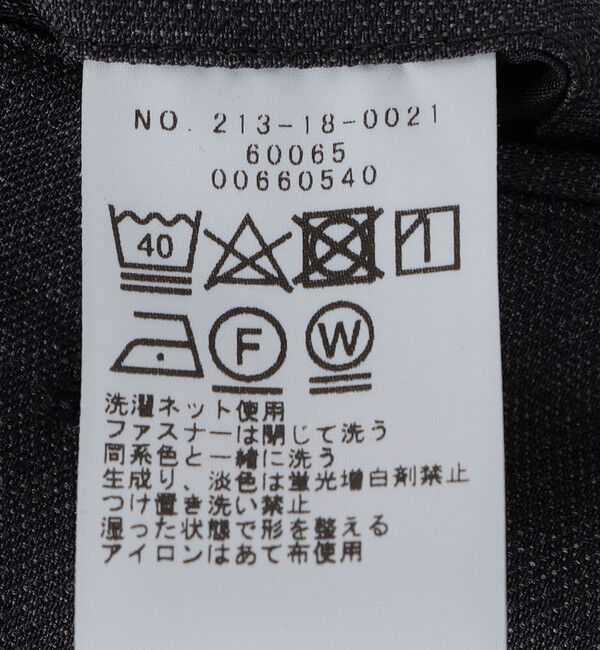 NO. 213-18-0021
60065
00660540
40
F W
洗濯ネット使用
ファスナーは閉じて洗う
同系色と一緒に洗う
生成り、淡色は蛍光増白剤禁止
つけ置き洗い禁止
湿った状態で形を整える
アイロンはあて布使用